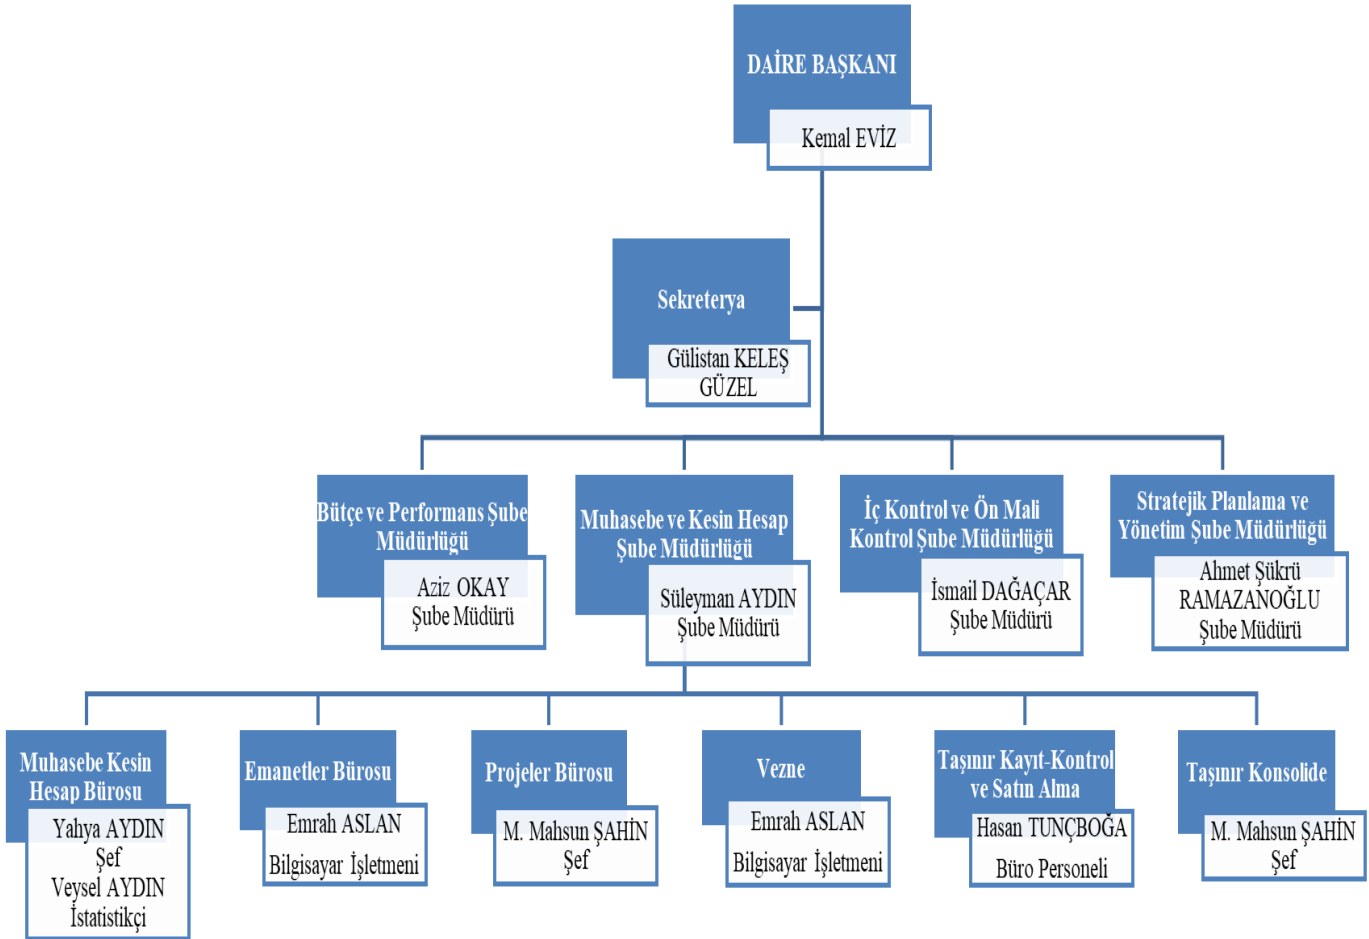 DAİRE BAŞKANI
Kemal EVİZ
Sekreterya
Gülistan KELEŞ
GÜZEL
Bütçe ve Performans Şube
Müdürlüğü
Aziz OKAY
Şube Müdürü
Muhasebe ve Kesin Hesap
Şube Müdürlüğü
Süleyman AYDIN
Şube Müdürü
İç Kontrol ve Ön Mali
Kontrol Şube Müdürlüğü
İsmail DAĞAÇAR
Şube Müdürü
Stratejik Planlama ve
Yönetim Şube Müdürlüğü
Ahmet Şükrü
RAMAZANOĞLU
Şube Müdürü
Muhasebe Kesin
Hesap Bürosu
Yahya AYDIN
Şef
Veysel AYDIN
İstatistikçi
Emanetler Bürosu
Emrah ASLAN
Bilgisayar İşletmeni
Projeler Bürosu
M. Mahsun ŞAHİN
Şef
Vezne
Emrah ASLAN
Bilgisayar İşletmeni
Taşınır Kayıt-Kontrol
ve Satın Alma
Hasan TUNÇBOĞA
Büro Personeli
Taşınır Konsolide
M. Mahsun ŞAHİN
Şef